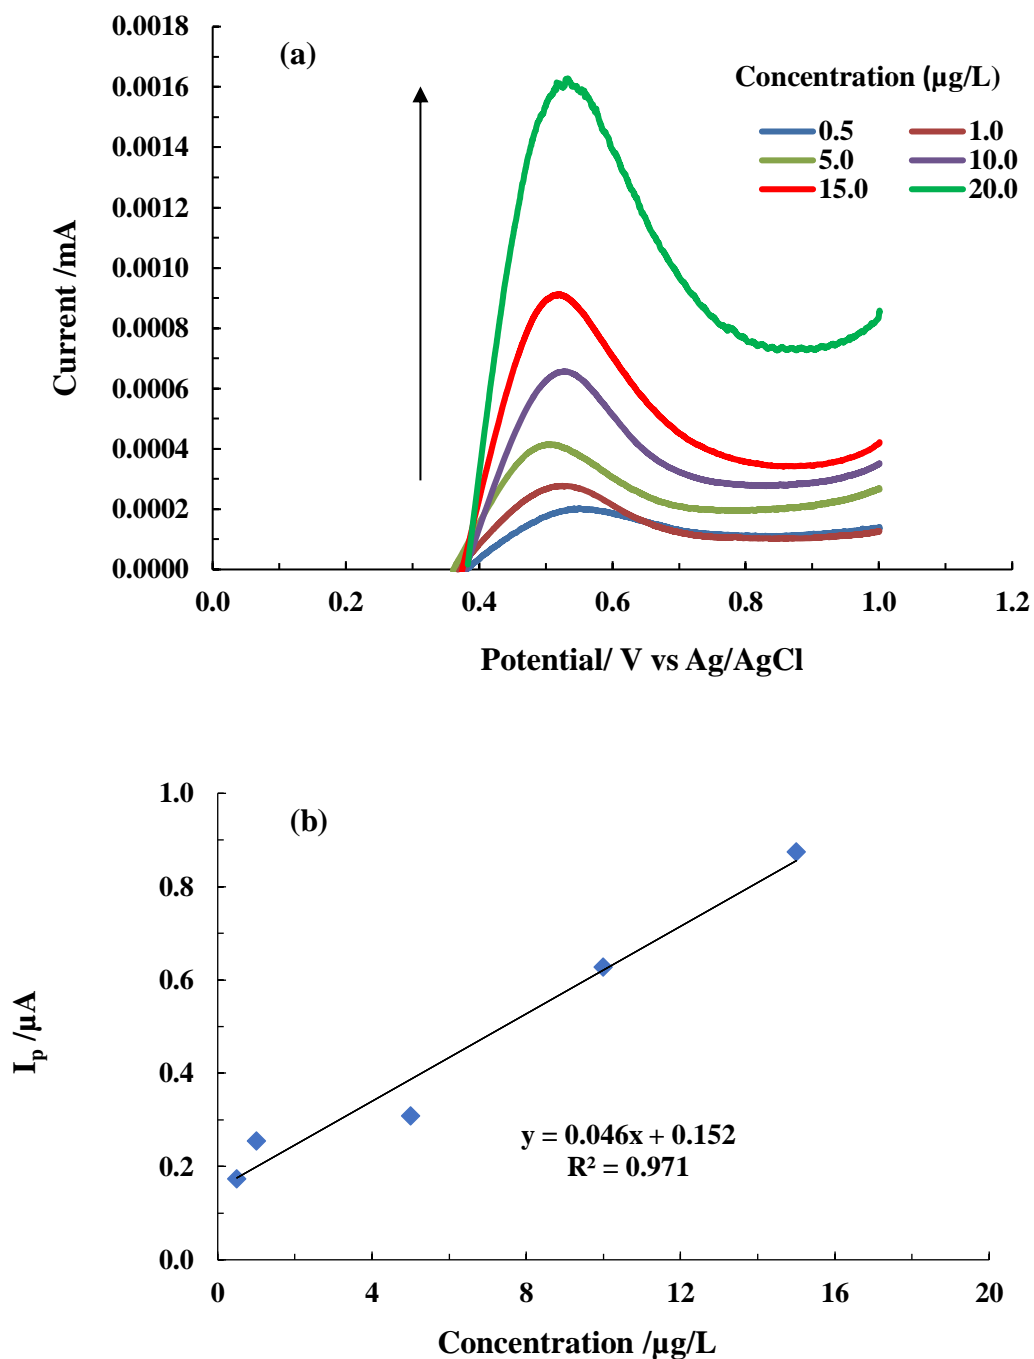 (a)
Concentration (µg/L)
0.5 1.0
5.0 10.0
15.0 20.0
0.0018
0.0016
0.0014
0.0012
0.0010
0.0008
0.0006
0.0004
0.0002
0.0000
Current /mA
0.0 0.2 0.4 0.6 0.8 1.0 1.2
Potential/ V vs Ag/AgCl
(b)
1.0
0.8
0.6
0.4
0.2
0.0
I<sub>p</sub> /µA
y = 0.046x + 0.152
R² = 0.971
0 4 8 12 16 20
Concentration /µg/L